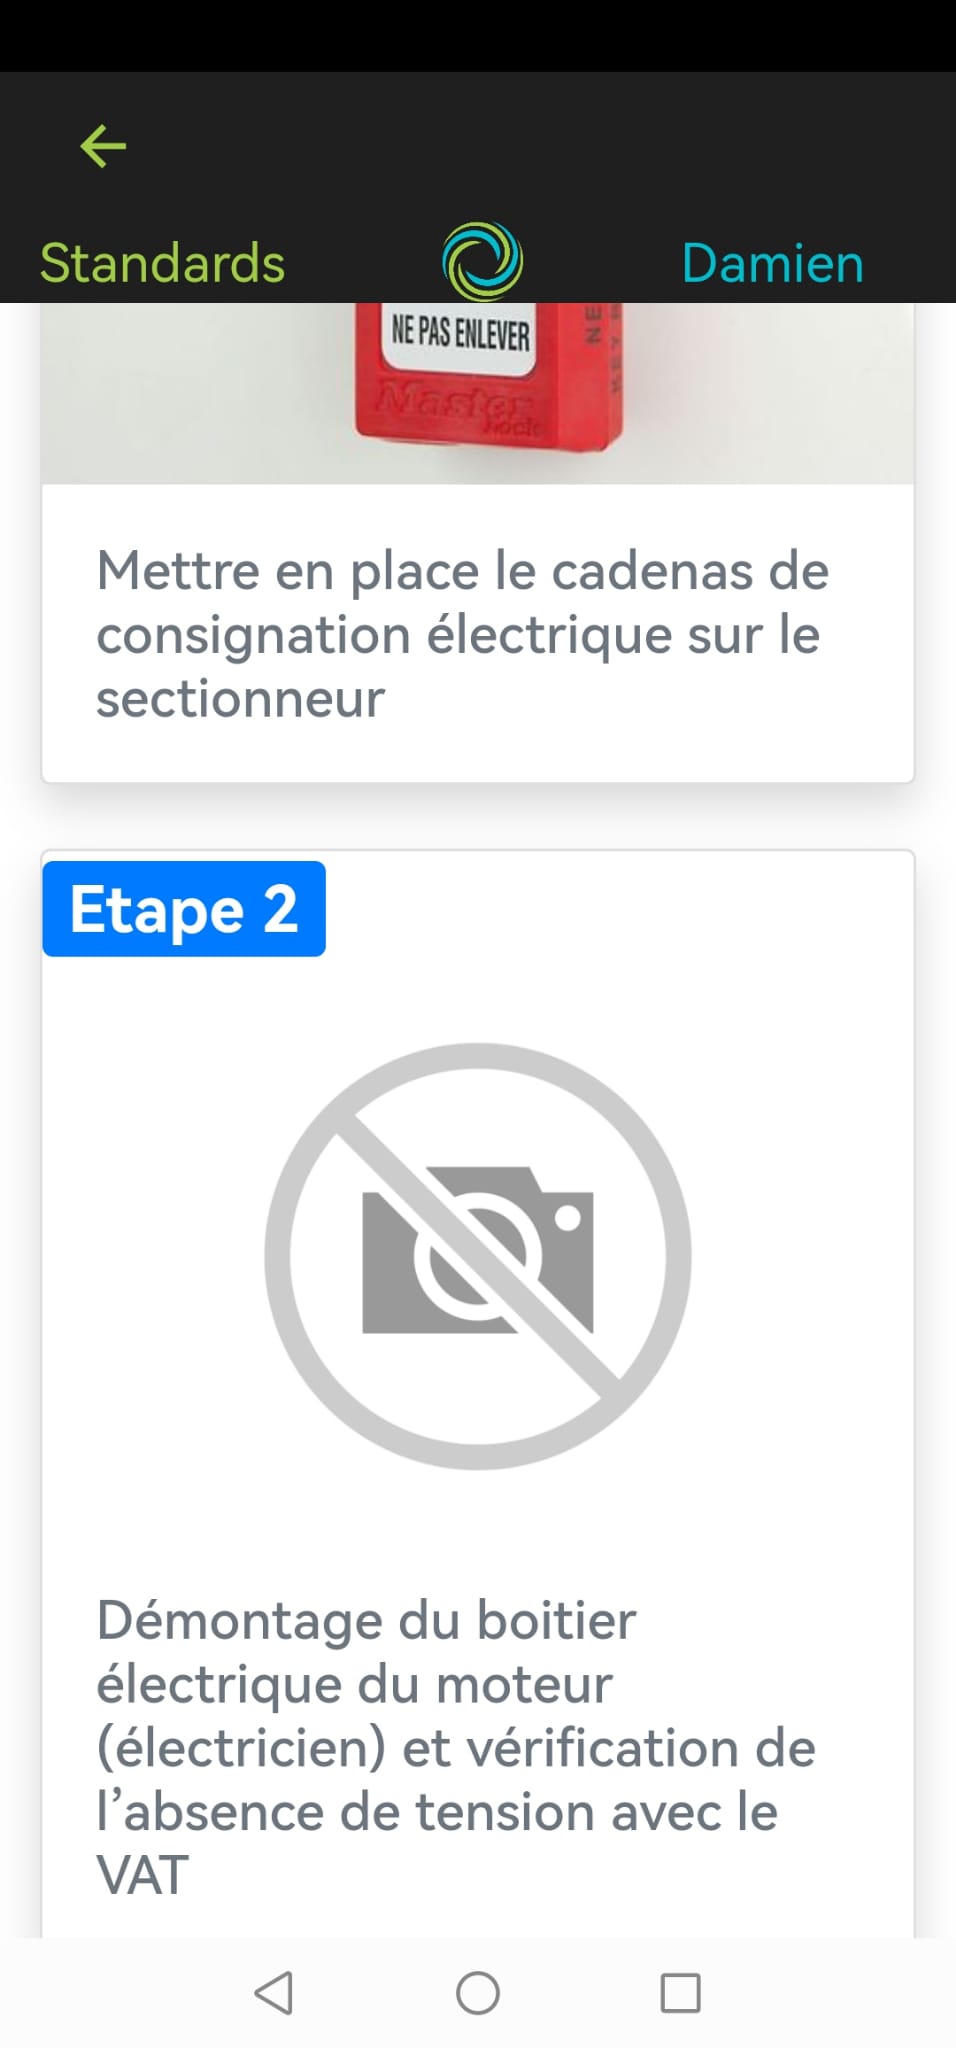 Standards
Damien
NE PAS ENLEVER
Master
Lock
Mettre en place le cadenas de
consignation électrique sur le
sectionneur
Etape 2
Démontage du boitier
électrique du moteur
(électricien) et vérification de
l’absence de tension avec le
VAT